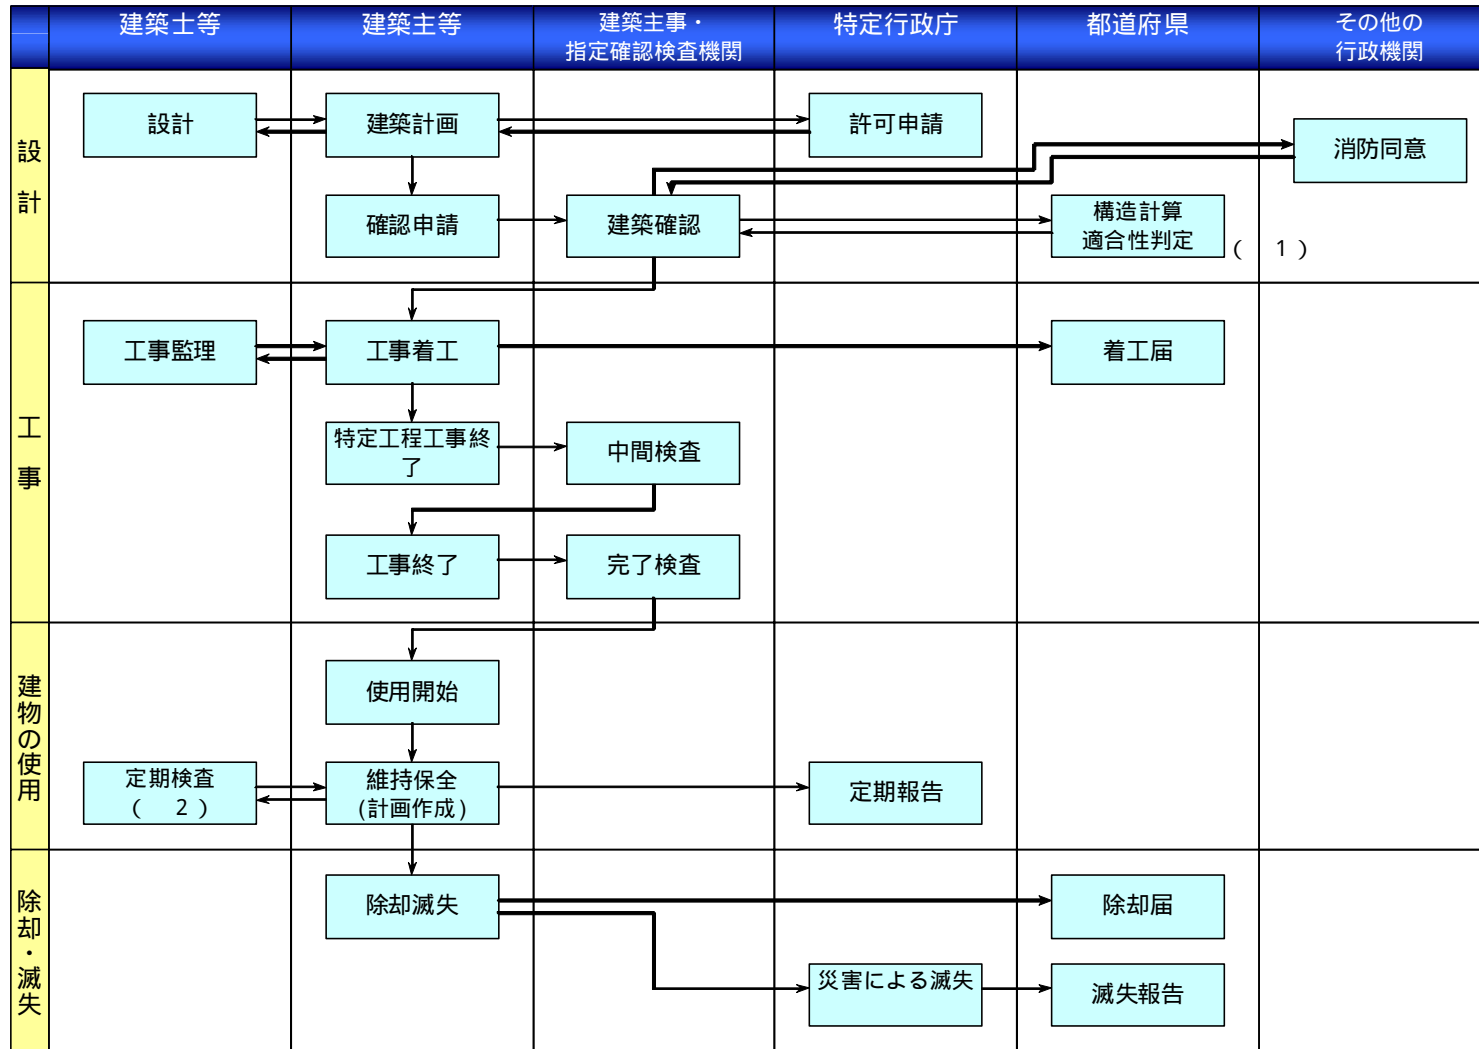 建築士等
建築主等
建築主事・
指定確認検査機関
特定行政庁
都道府県
その他の
行政機関
設計
設計
建築計画
許可申請
消防同意
確認申請
建築確認
構造計算
適合性判定
( 1 )
工事
工事監理
工事着工
着工届
特定工程工事終
了
中間検査
工事終了
完了検査
建物の使用
使用開始
定期検査
( 2 )
維持保全
(計画作成)
定期報告
除却・滅失
除却滅失
除却届
災害による滅失
滅失報告